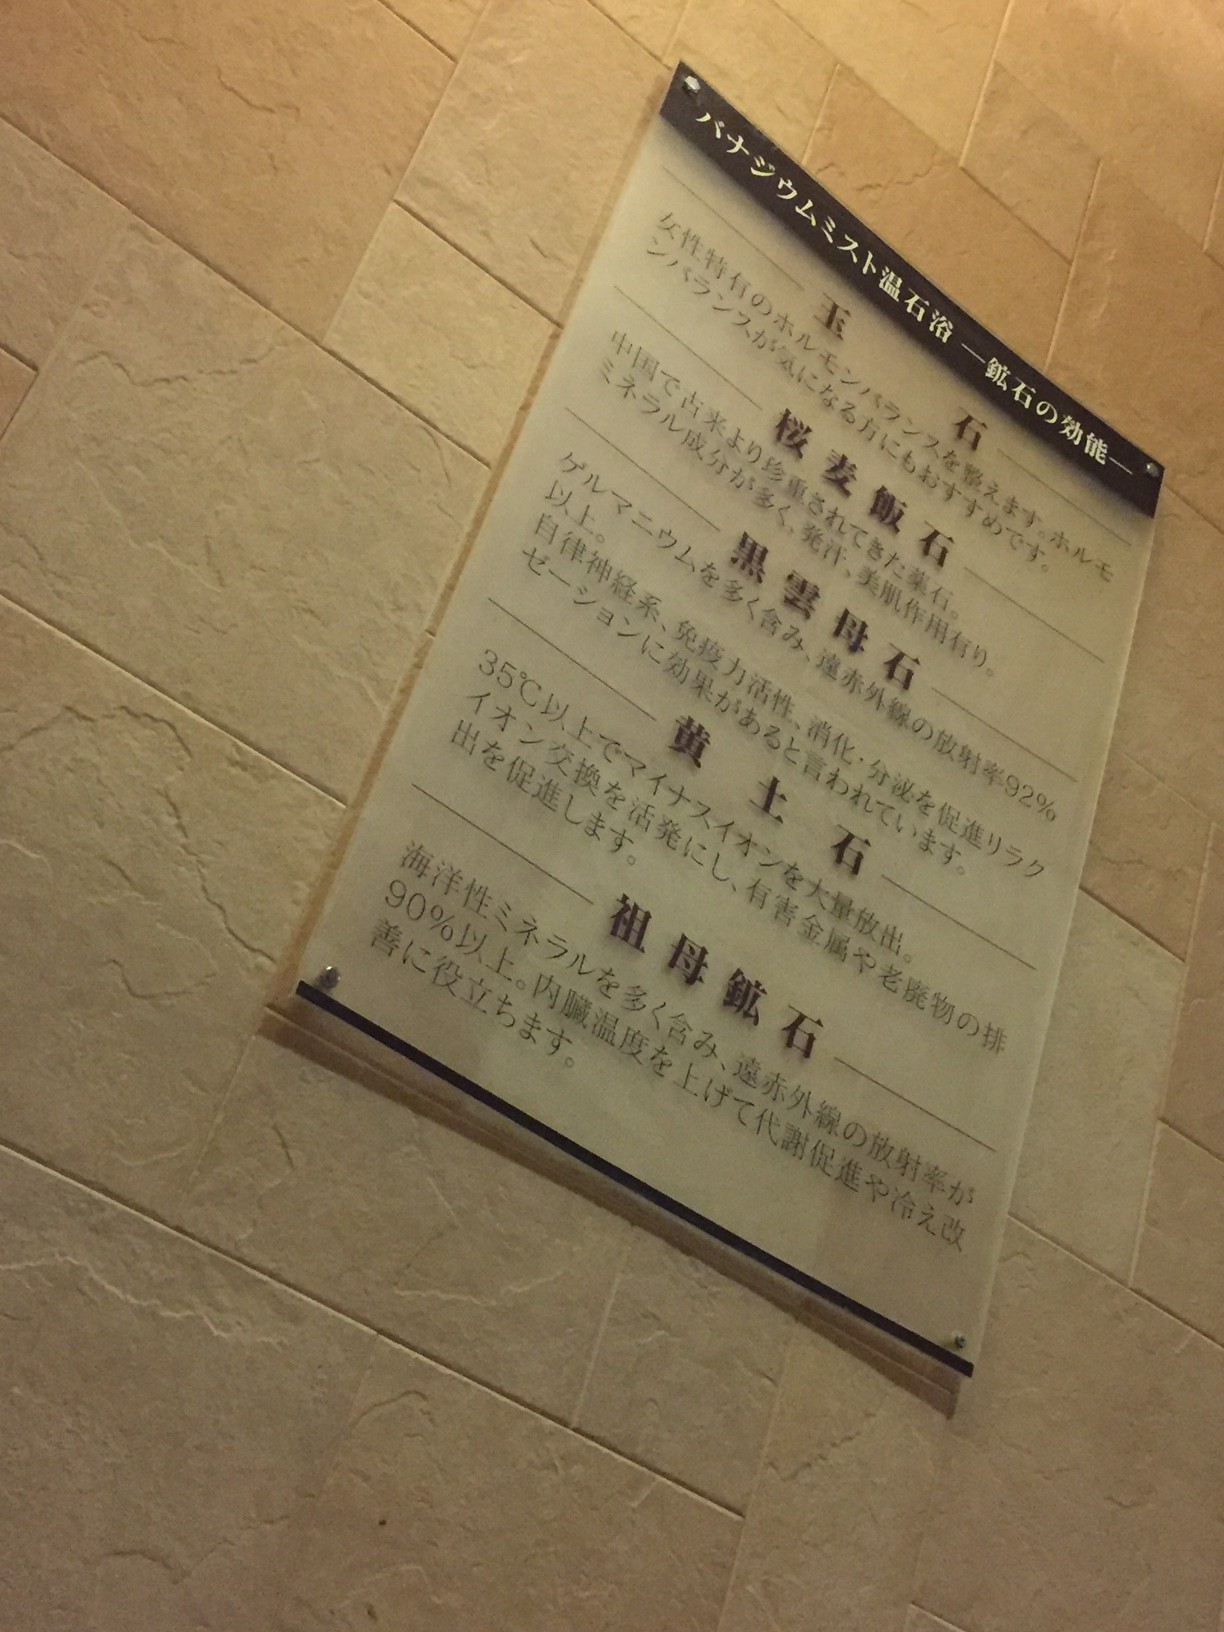 バナジウムミスト温石浴 ―鉱石の効能―
玉石
女性特有のホルモンバランスを整えます。ホルモ
ンバランスが気になる方にもおすすめです。
桜麦飯石
中国で古来より珍重されてきた薬石。
ミネラル成分が多く、発汗、美肌作用有り。
黒雲母石
ゲルマニウムを多く含み、遠赤外線の放射率92%
以上。
自律神経系、免疫力活性、消化・分泌を促進リラク
ゼーションに効果があると言われています。
黄土石
35℃以上でマイナスイオンを大量放出。
イオン交換を活発にし、有害金属や老廃物の排
出を促進します。
祖母鉱石
海洋性ミネラルを多く含み、遠赤外線の放射率が
90%以上。内臓温度を上げて代謝促進や冷え改
善に役立ちます。